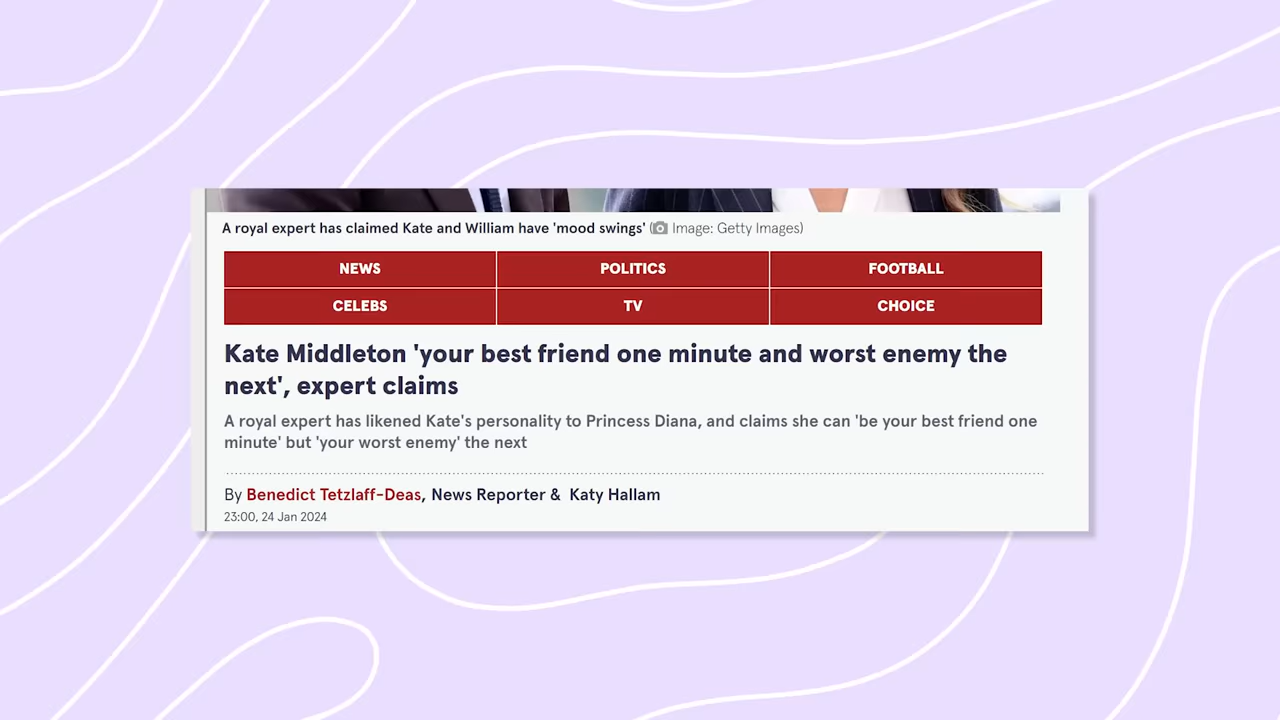 A royal expert has claimed Kate and William have 'mood swings' (Image: Getty Images)
NEWS POLITICS FOOTBALL
CELEBS TV CHOICE
Kate Middleton 'your best friend one minute and worst enemy the
next', expert claims
A royal expert has likened Kate's personality to Princess Diana, and claims she can 'be your best friend one
minute' but 'your worst enemy' the next
By Benedict Tetzlaff-Deas, News Reporter & Katy Hallam
23:00, 24 Jan 2024